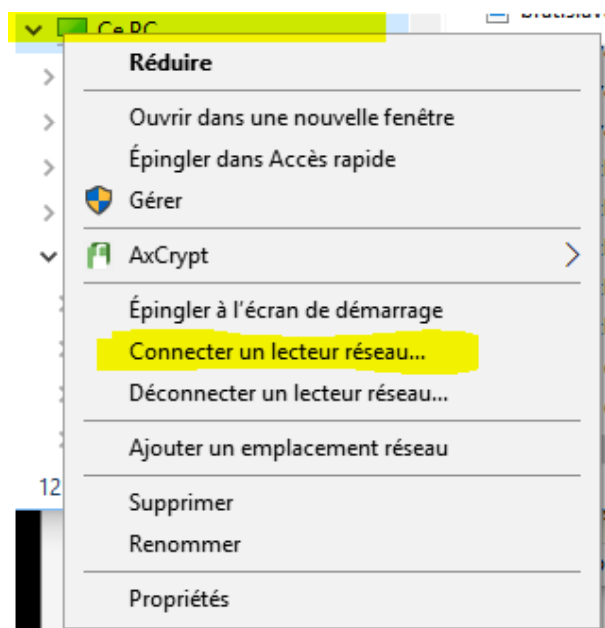 Ce PC
Réduire
Ouvrir dans une nouvelle fenêtre
Épingler dans Accès rapide
Gérer
AxCrypt
Épingler à l'écran de démarrage
Connecter un lecteur réseau...
Déconnecter un lecteur réseau...
Ajouter un emplacement réseau
12
Supprimer
Renommer
Propriétés